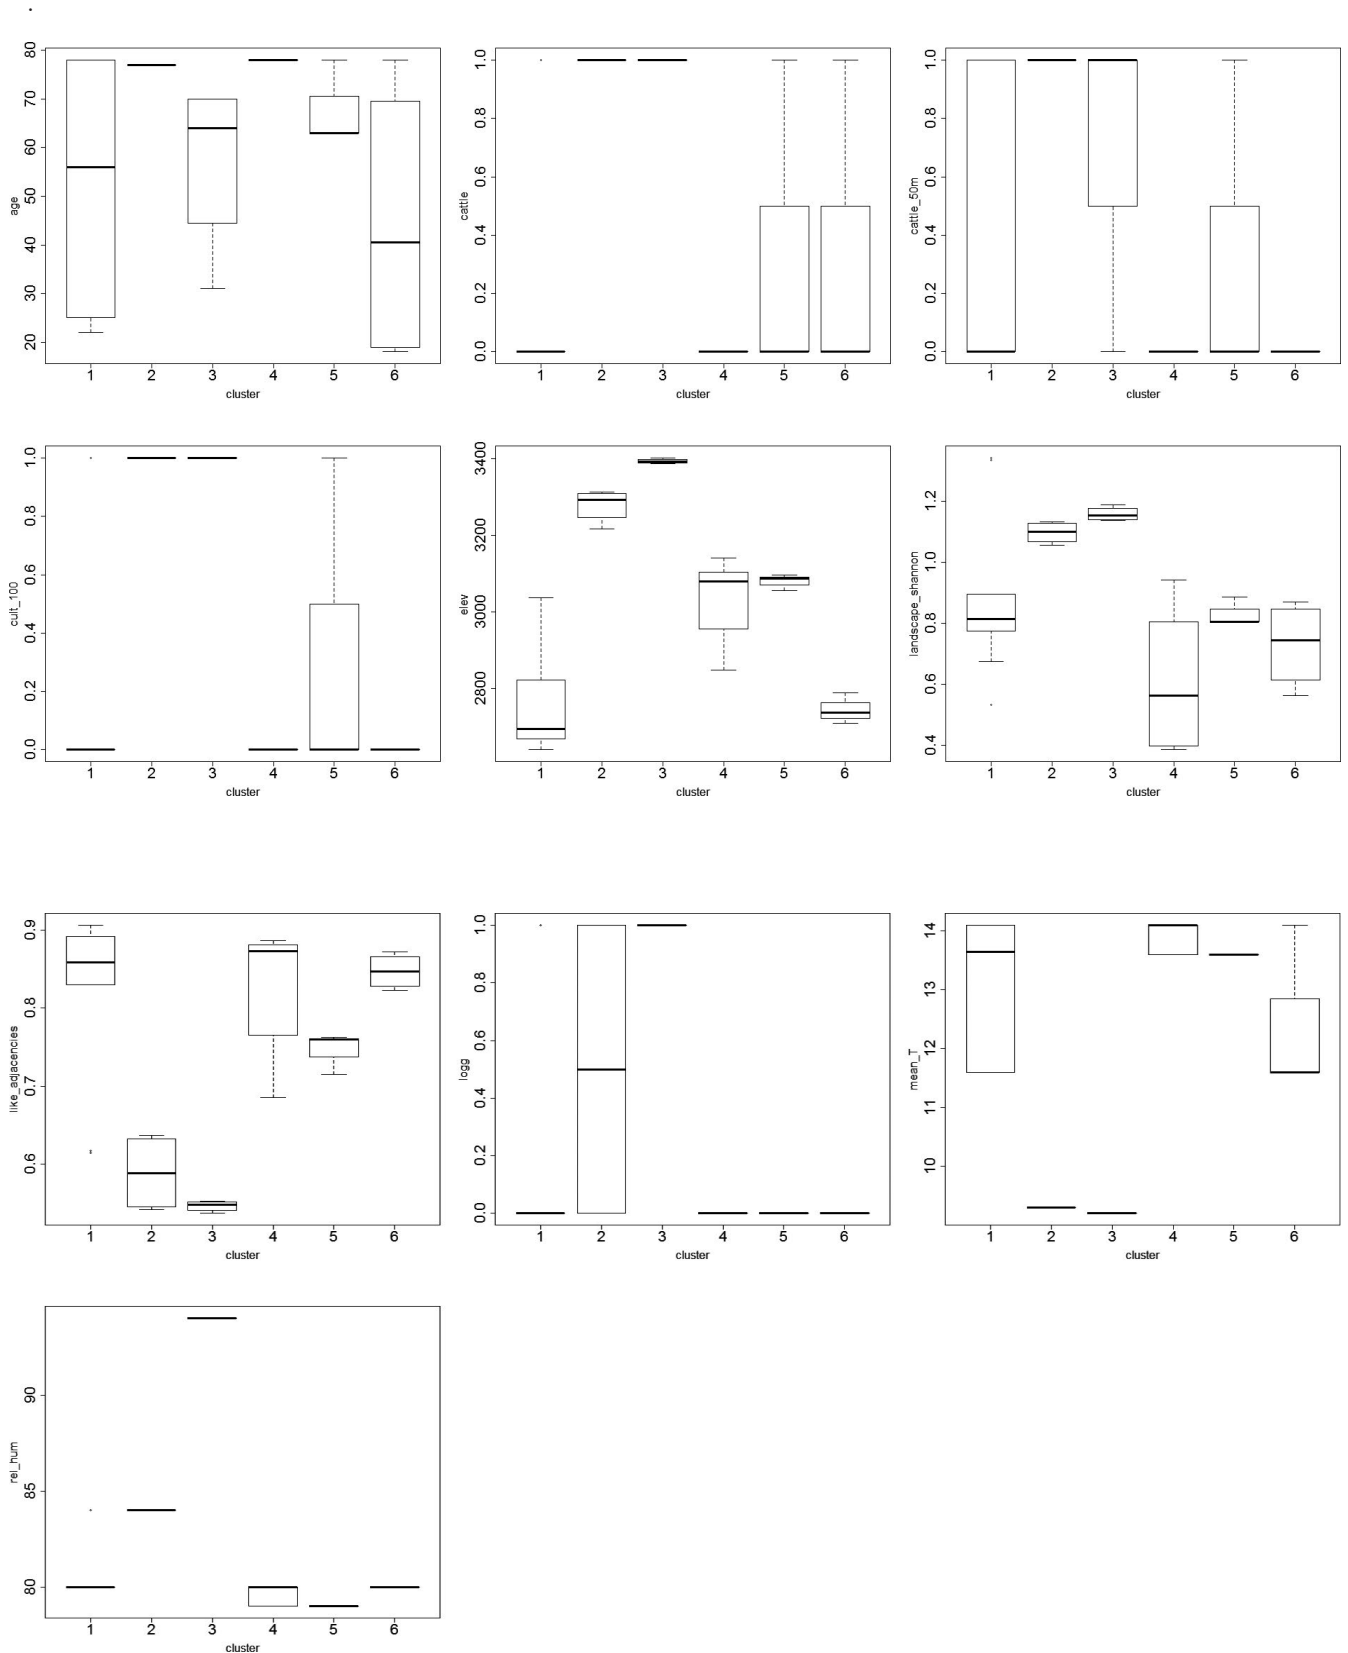 age
80
70
60
50
40
30
20
1 2 3 4 5 6
cluster
cattle
1.0
0.8
0.6
0.4
0.2
0.0
1 2 3 4 5 6
cluster
cattle_50m
1.0
0.8
0.6
0.4
0.2
0.0
1 2 3 4 5 6
cluster
cult_100
1.0
0.8
0.6
0.4
0.2
0.0
1 2 3 4 5 6
cluster
elev
3400
3200
3000
2800
1 2 3 4 5 6
cluster
landscape_shannon
1.2
1.0
0.8
0.6
0.4
1 2 3 4 5 6
cluster
like_adjacencies
0.9
0.8
0.7
0.6
1 2 3 4 5 6
cluster
logg
1.0
0.8
0.6
0.4
0.2
0.0
1 2 3 4 5 6
cluster
mean_T
14
13
12
11
10
1 2 3 4 5 6
cluster
rel_hum
90
85
80
1 2 3 4 5 6
cluster